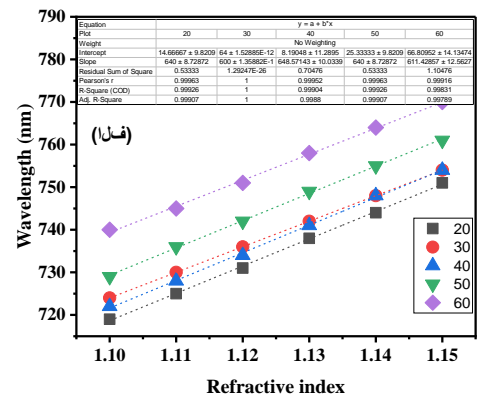 790
780
770
760
750
740
730
720
Wavelength (nm)
Equation y = a + b*x
Plot 20 30 40 50 60
Weight No Weighting
Intercept 14.66667 ± 9.8209 64 ± 1.52885E-12 8.19048 ± 11.2895 25.33333 ± 9.8209 66.80952 ± 14.13474
Slope 640 ± 8.72872 600 ± 1.35882E-1 648.57143 ± 10.0339 640 ± 8.72872 611.42857 ± 12.5627
Residual Sum of Square 0.53333 1.29247E-26 0.70476 0.53333 1.10476
Pearson's r 0.99963 1 0.99952 0.99963 0.99916
R-Square (COD) 0.99926 1 0.99904 0.99926 0.99831
Adj. R-Square 0.99907 1 0.9988 0.99907 0.99789
(الف)
20
30
40
50
60
1.10 1.11 1.12 1.13 1.14 1.15
Refractive index